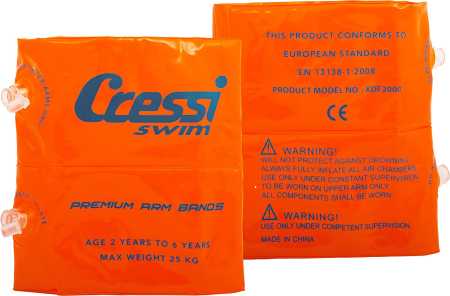 Cressi
swim
PREMIUM ARM BANDS
AGE 2 YEARS TO 6 YEARS
MAX WEIGHT 25 KG
THIS PRODUCT CONFORMS TO
EUROPEAN STANDARD
EN 13138-1:2008
PRODUCT MODEL NO.: XDF2000
CE
WARNING!
WILL NOT PROTECT AGAINST DROWNING
ALWAYS FULLY INFLATE ALL AIR CHAMBERS
USE ONLY UNDER CONSTANT SUPERVISION
TO BE WORN ON UPPER ARM ONLY
ALL COMPONENTS SHALL BE WORN
WARNING!
USE ONLY UNDER COMPETENT SUPERVISION
MADE IN CHINA